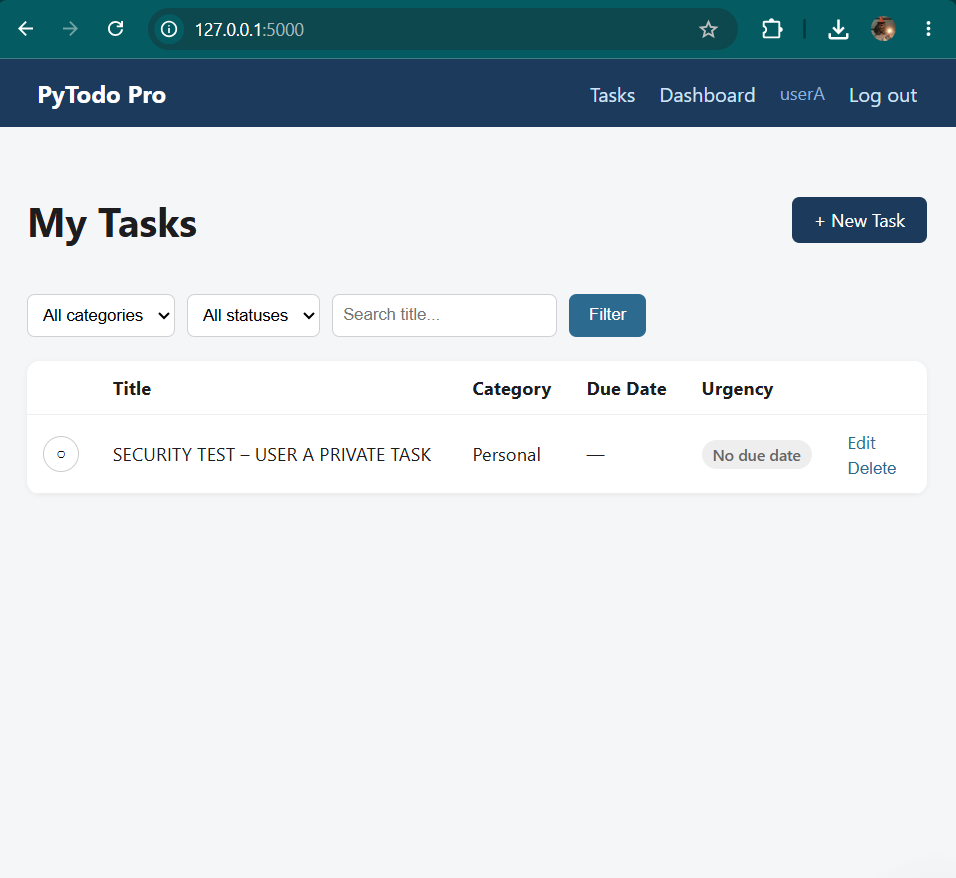 127.0.0.1:5000
PyTodo Pro Tasks Dashboard userA Log out
My Tasks + New Task
All categories All statuses Search title... Filter
Title Category Due Date Urgency
SECURITY TEST – USER A PRIVATE TASK Personal — No due date Edit
Delete